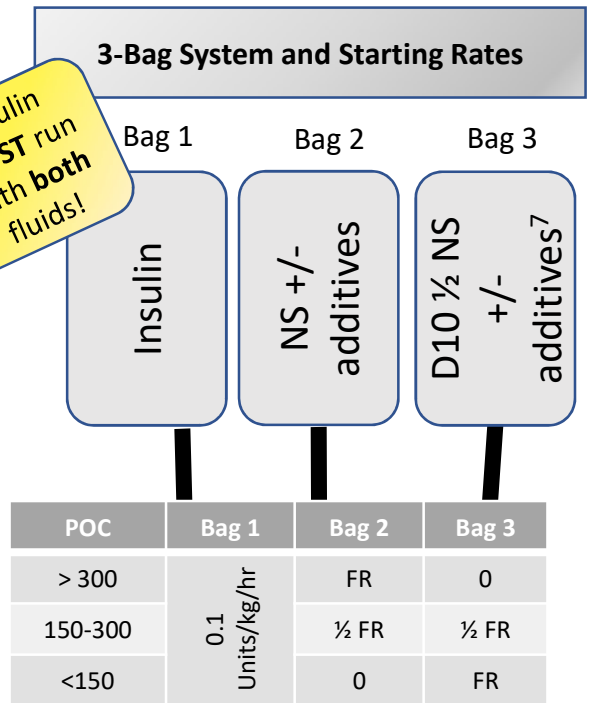 3-Bag System and Starting Rates
ST run
both
fluids!
Bag 1 Bag 2 Bag 3
Insulin
NS +/-
additives
D10 ½ NS
+/-
additives⁷
POC Bag 1 Bag 2 Bag 3
> 300 FR 0
0.1
Units/kg/hr
150-300 ½ FR ½ FR
<150 0 FR